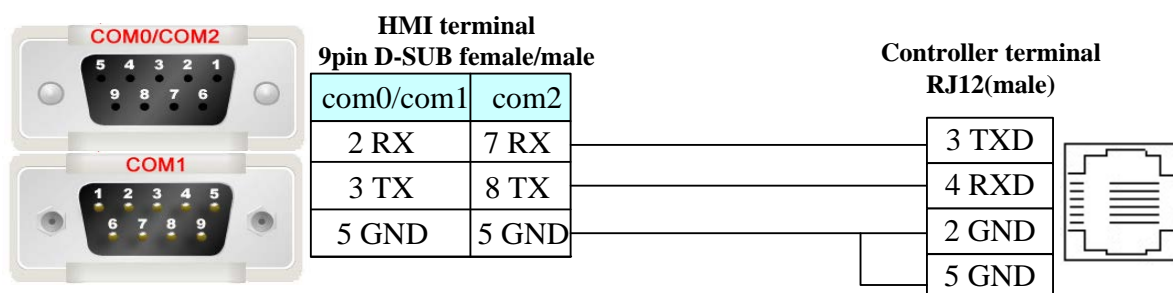 COM0/COM2
5 4 3 2 1
9 8 7 6
COM1
1 2 3 4 5
6 7 8 9
HMI terminal
9pin D-SUB female/male
com0/com1 com2
2 RX 7 RX
3 TX 8 TX
5 GND 5 GND
Controller terminal
RJ12(male)
3 TXD
4 RXD
2 GND
5 GND